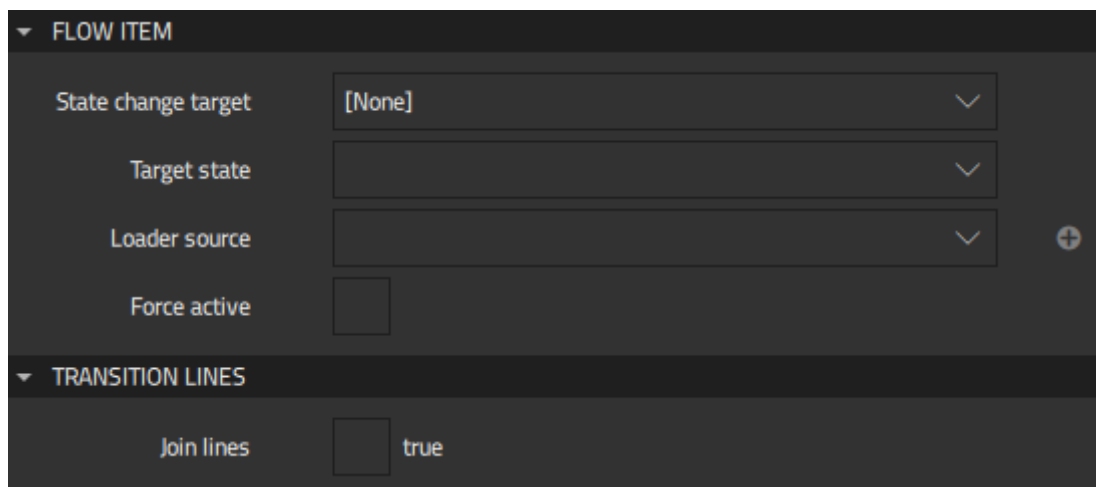 FLOW ITEM
State change target [None]
Target state
Loader source
Force active
TRANSITION LINES
Join lines true